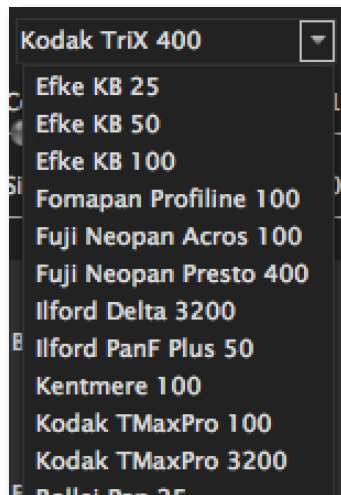 Kodak TriX 400
Efke KB 25
Efke KB 50
Efke KB 100
Fomapan Profiline 100
Fuji Neopan Acros 100
Fuji Neopan Presto 400
Ilford Delta 3200
Ilford PanF Plus 50
Kentmere 100
Kodak TMaxPro 100
Kodak TMaxPro 3200